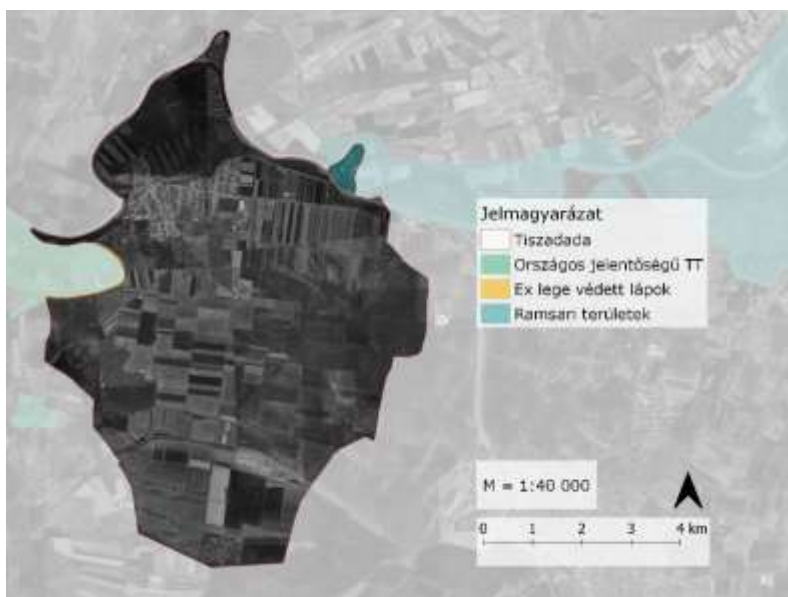 Jelmagyarázat
Tiszadada
Országos jelentőségű TT
Ex lege védett lápok
Ramsari területek
M = 1:40 000
0 1 2 3 4 km